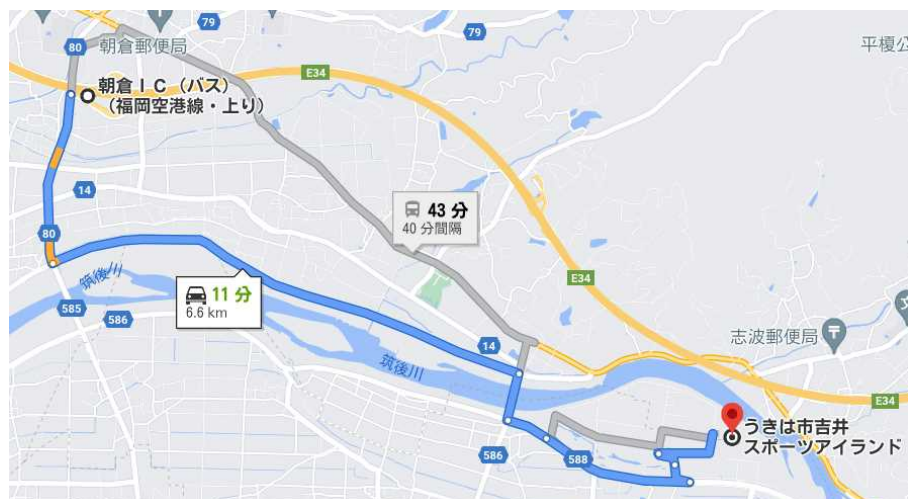 79
79
80
朝倉郵便局
平榎公
E34
朝倉IC(バス)
(福岡空港線・上り)
14
43 分
40 分間隔
80
筑後川
11 分
6.6 km
E34
585
586
14
志波郵便局
筑後川
E34
うきは市吉井
スポーツアイランド
586
588